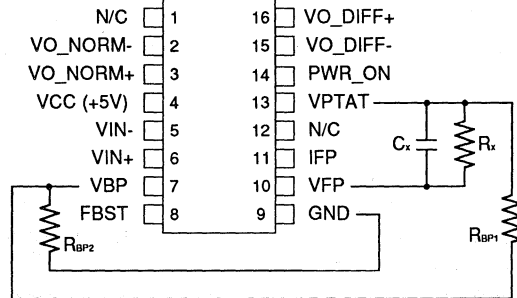 N/C 1 16 VO_DIFF+
VO_NORM- 2 15 VO_DIFF-
VO_NORM+ 3 14 PWR_ON
VCC (+5V) 4 13 VPTAT
VIN- 5 12 N/C
VIN+ 6 11 IFP
VBP 7 10 VFP
FBST 8 9 GND
Cx Rx
RBP2 RBP1